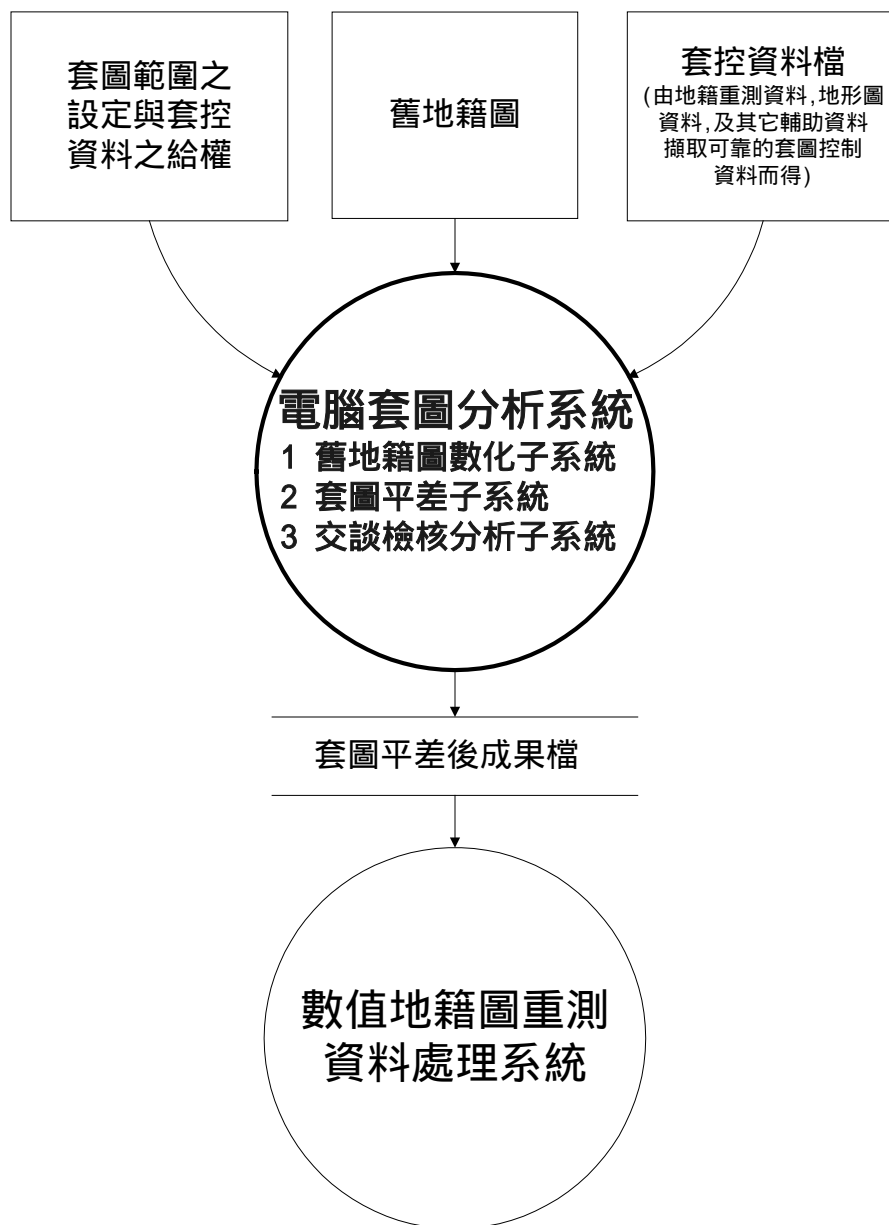 套圖範圍之
設定與套控
資料之給權
舊地籍圖
套控資料檔
(由地籍重測資料,地形圖
資料,及其它輔助資料
擷取可靠的套圖控制
資料而得)
電腦套圖分析系統
1 舊地籍圖數化子系統
2 套圖平差子系統
3 交談檢核分析子系統
套圖平差後成果檔
數值地籍圖重測
資料處理系統